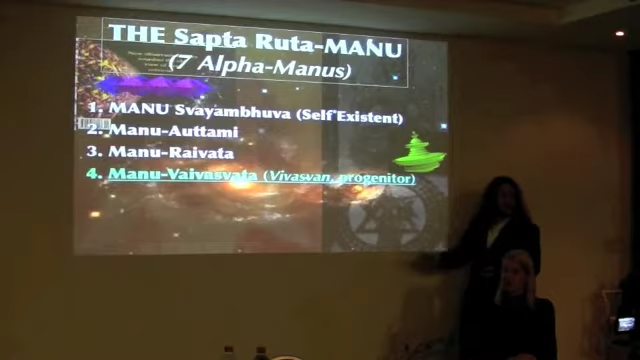 THE Sapta Ruta-MANU
(7 Alpha-Manus)
1. MANU Svayambhuva (Self Existent)
2. Manu-Auttami
3. Manu-Raivata
4. Manu-Vaivasvata (Vivasvan, progenitor)